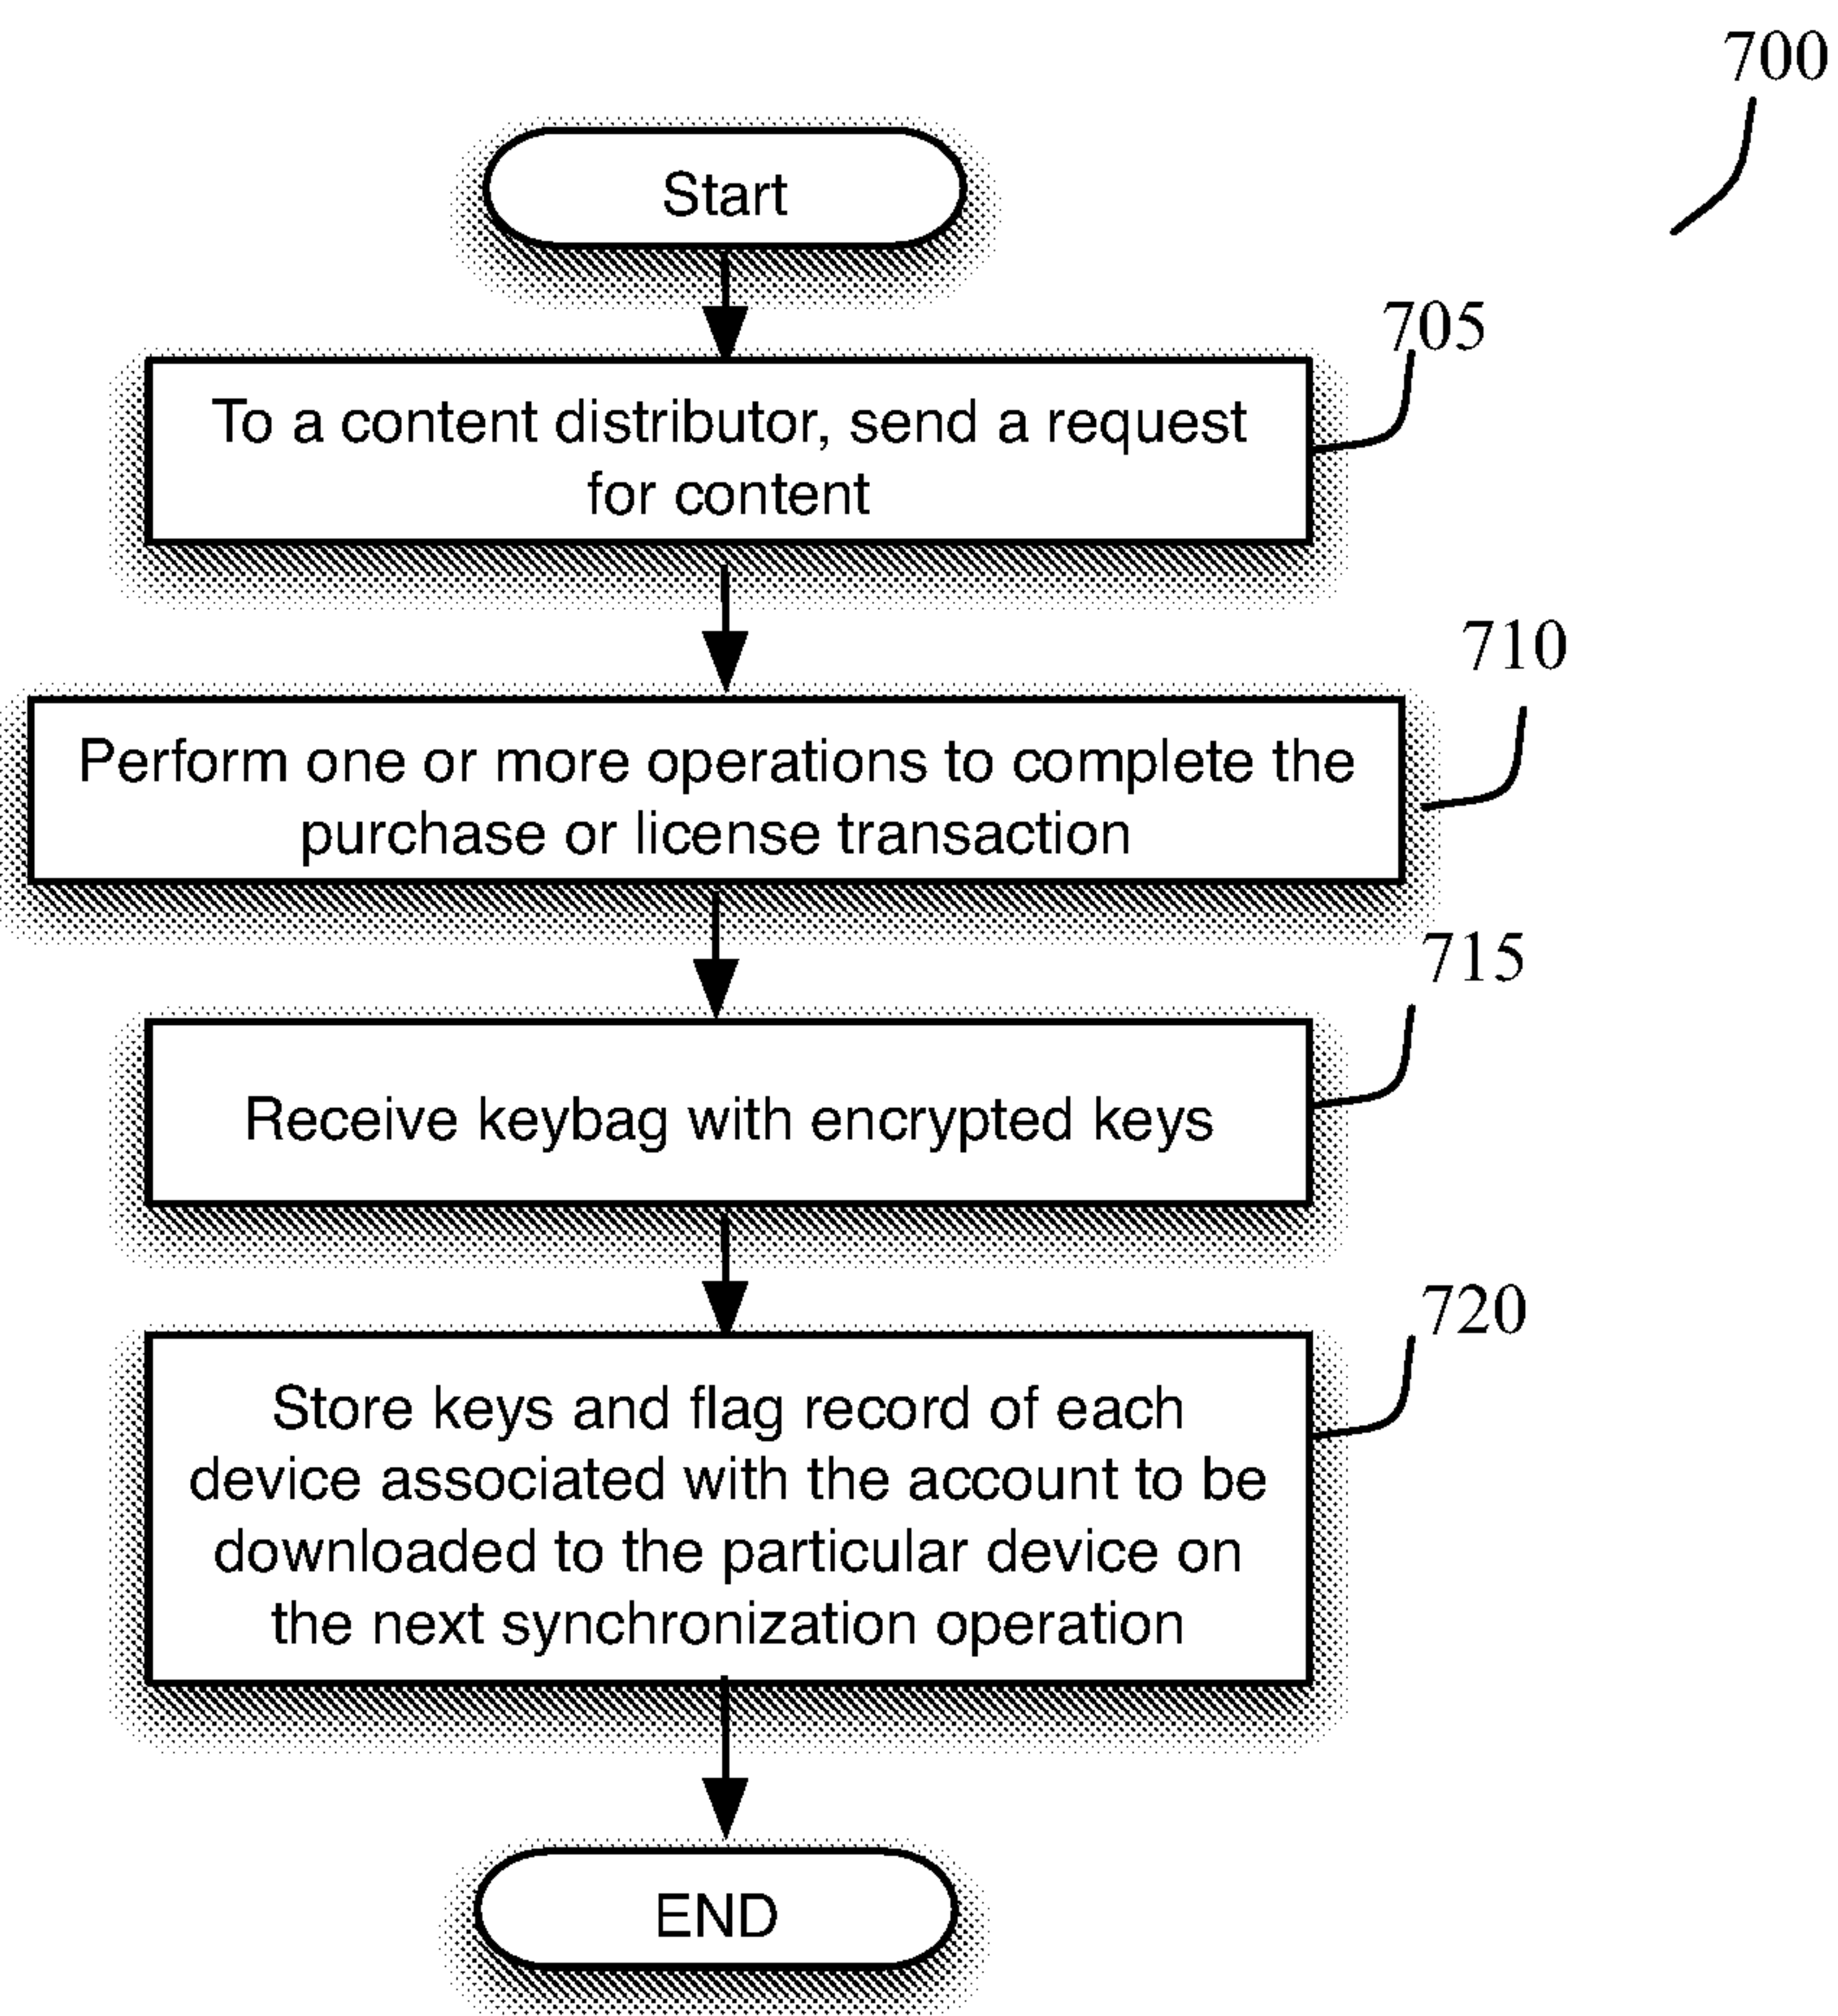 700
Start
705
To a content distributor, send a request
for content
710
Perform one or more operations to complete the
purchase or license transaction
715
Receive keybag with encrypted keys
720
Store keys and flag record of each
device associated with the account to be
downloaded to the particular device on
the next synchronization operation
END